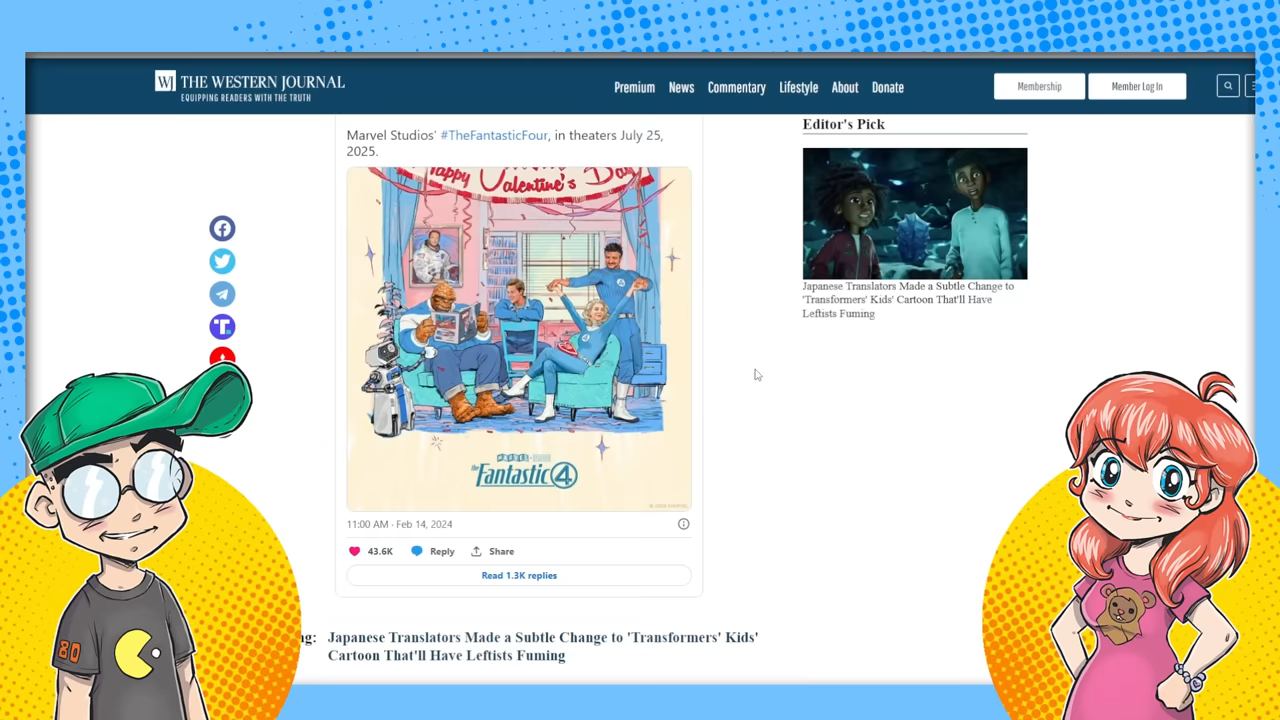 WJ THE WESTERN JOURNAL
EQUIPPING READERS WITH THE TRUTH
Premium News Commentary Lifestyle About Donate
Membership Member Log In
Marvel Studios' #TheFantasticFour, in theaters July 25,
2025.
Happy
Valentine's Day
MARVEL
the Fantastic 4
11:00 AM · Feb 14, 2024
43.6K Reply Share
Read 1.3K replies
Editor's Pick
Japanese Translators Made a Subtle Change to
'Transformers' Kids' Cartoon That'll Have
Leftists Fuming
ng: Japanese Translators Made a Subtle Change to 'Transformers' Kids'
Cartoon That'll Have Leftists Fuming
80